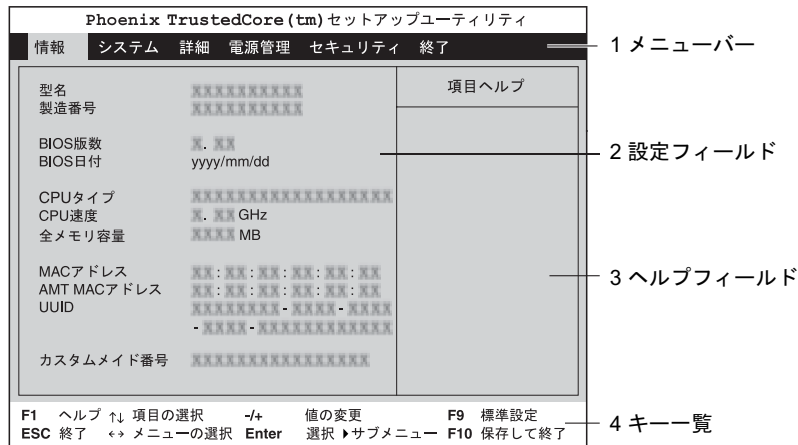 Phoenix TrustedCore(tm)セットアップユーティリティ
情報 システム 詳細 電源管理 セキュリティ 終了
1 メニューバー
項目ヘルプ
型名 XXXXXXXXXX
製造番号 XXXXXXXXXX
BIOS版数 X. XX
2 設定フィールド
BIOS日付 yyyy/mm/dd
CPUタイプ XXXXXXXXXXXXXXXXXX
CPU速度 X. XX GHz
全メモリ容量 XXXX MB
MACアドレス XX:XX:XX:XX:XX:XX
3 ヘルプフィールド
AMT MACアドレス XX:XX:XX:XX:XX:XX
UUID XXXXXXXX-XXXX-XXXX
-XXXX-XXXXXXXXXXXX
カスタムメイド番号 XXXXXXXXXXXXXXXX
F1 ヘルプ ↑↓ 項目の選択 -/+ 値の変更 F9 標準設定
4 キー一覧
ESC 終了 ←→ メニューの選択 Enter 選択 ▶サブメニュー F10 保存して終了